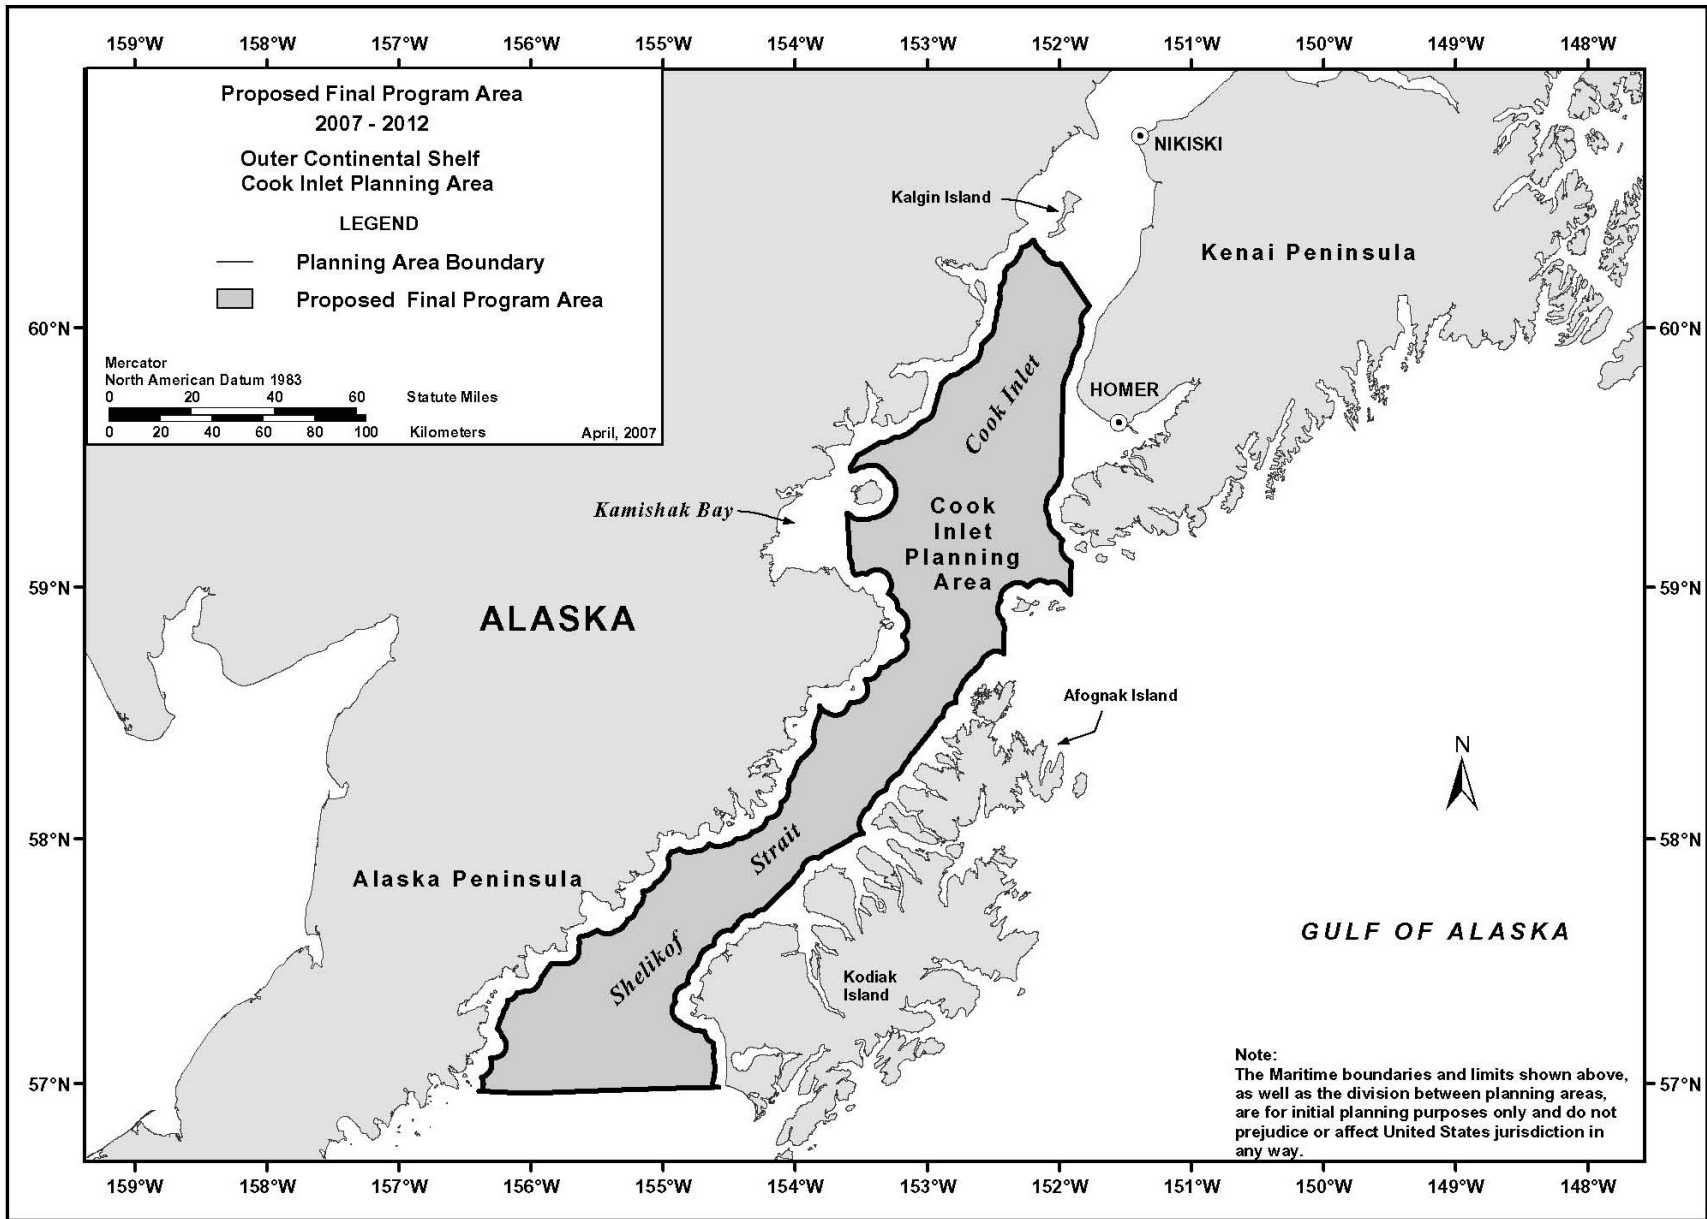 159°W 158°W 157°W 156°W 155°W 154°W 153°W 152°W 151°W 150°W 149°W 148°W
Proposed Final Program Area
2007 - 2012
Outer Continental Shelf
Cook Inlet Planning Area
LEGEND
Planning Area Boundary
Proposed Final Program Area
Mercator
North American Datum 1983
0 20 40 60 Statute Miles
0 20 40 60 80 100 Kilometers
April, 2007
NIKISKI
Kalgin Island
Kenai Peninsula
60°N 60°N
Cook Inlet
HOMER
Kamishak Bay
Cook
Inlet
Planning
Area
59°N 59°N
ALASKA
Afognak Island
N
58°N 58°N
Strait
Alaska Peninsula
GULF OF ALASKA
Shelikof
Kodiak
Island
57°N 57°N
Note:
The Maritime boundaries and limits shown above,
as well as the division between planning areas,
are for initial planning purposes only and do not
prejudice or affect United States jurisdiction in
any way.
159°W 158°W 157°W 156°W 155°W 154°W 153°W 152°W 151°W 150°W 149°W 148°W